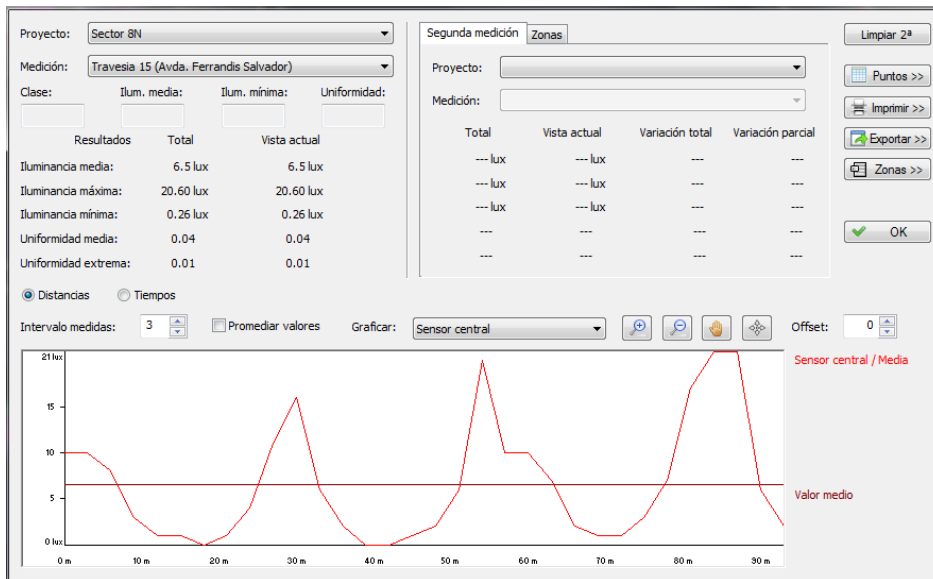 Proyecto: Sector 8N
Medición: Travesia 15 (Avda. Ferrandis Salvador)
Clase: Ilum. media: Ilum. mínima: Uniformidad:
Resultados Total Vista actual
Iluminancia media: 6.5 lux 6.5 lux
Iluminancia máxima: 20.60 lux 20.60 lux
Iluminancia mínima: 0.26 lux 0.26 lux
Uniformidad media: 0.04 0.04
Uniformidad extrema: 0.01 0.01
Segunda medición Zonas
Proyecto:
Medición:
Total Vista actual Variación total Variación parcial
--- lux --- lux --- ---
--- lux --- lux --- ---
--- lux --- lux --- ---
--- --- --- ---
--- --- --- ---
Limpiar 2ª
Puntos >>
Imprimir >>
Exportar >>
Zonas >>
OK
Distancias Tiempos
Intervalo medidas: 3 Promediar valores Graficar: Sensor central Offset: 0
21 lux
15
10
5
0 lux
0 m 10 m 20 m 30 m 40 m 50 m 60 m 70 m 80 m 90 m
Sensor central / Media
Valor medio